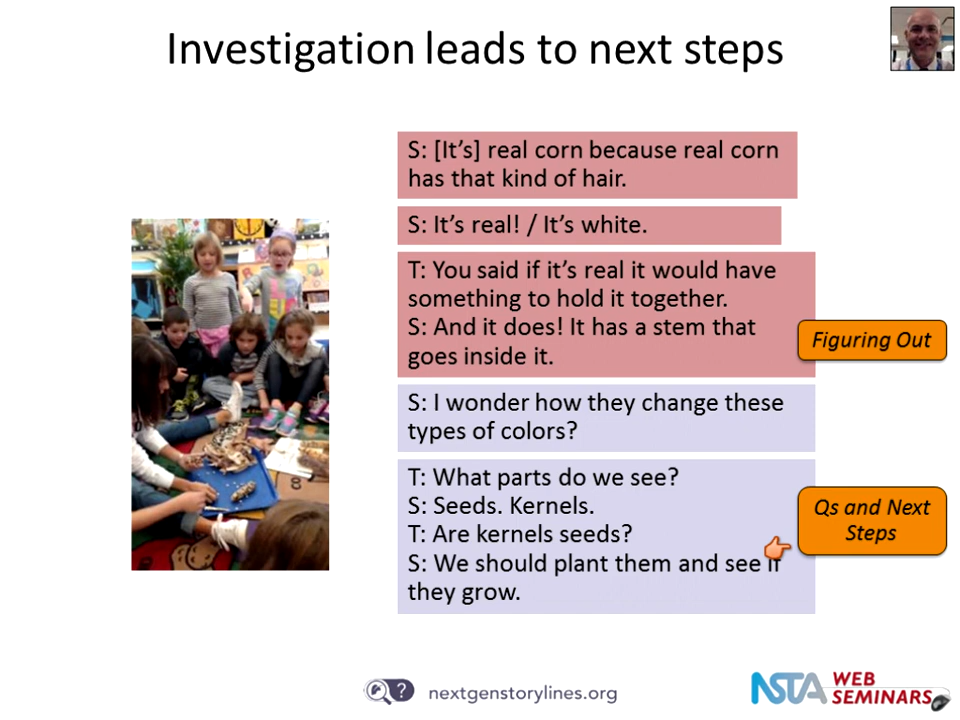 Investigation leads to next steps
S: [It's] real corn because real corn
has that kind of hair.
S: It's real! / It's white.
T: You said if it's real it would have
something to hold it together.
S: And it does! It has a stem that
goes inside it.
Figuring Out
S: I wonder how they change these
types of colors?
T: What parts do we see?
S: Seeds. Kernels.
T: Are kernels seeds?
S: We should plant them and see if
they grow.
Qs and Next
Steps
?
nextgenstorylines.org
NSTA WEB
SEMINARS